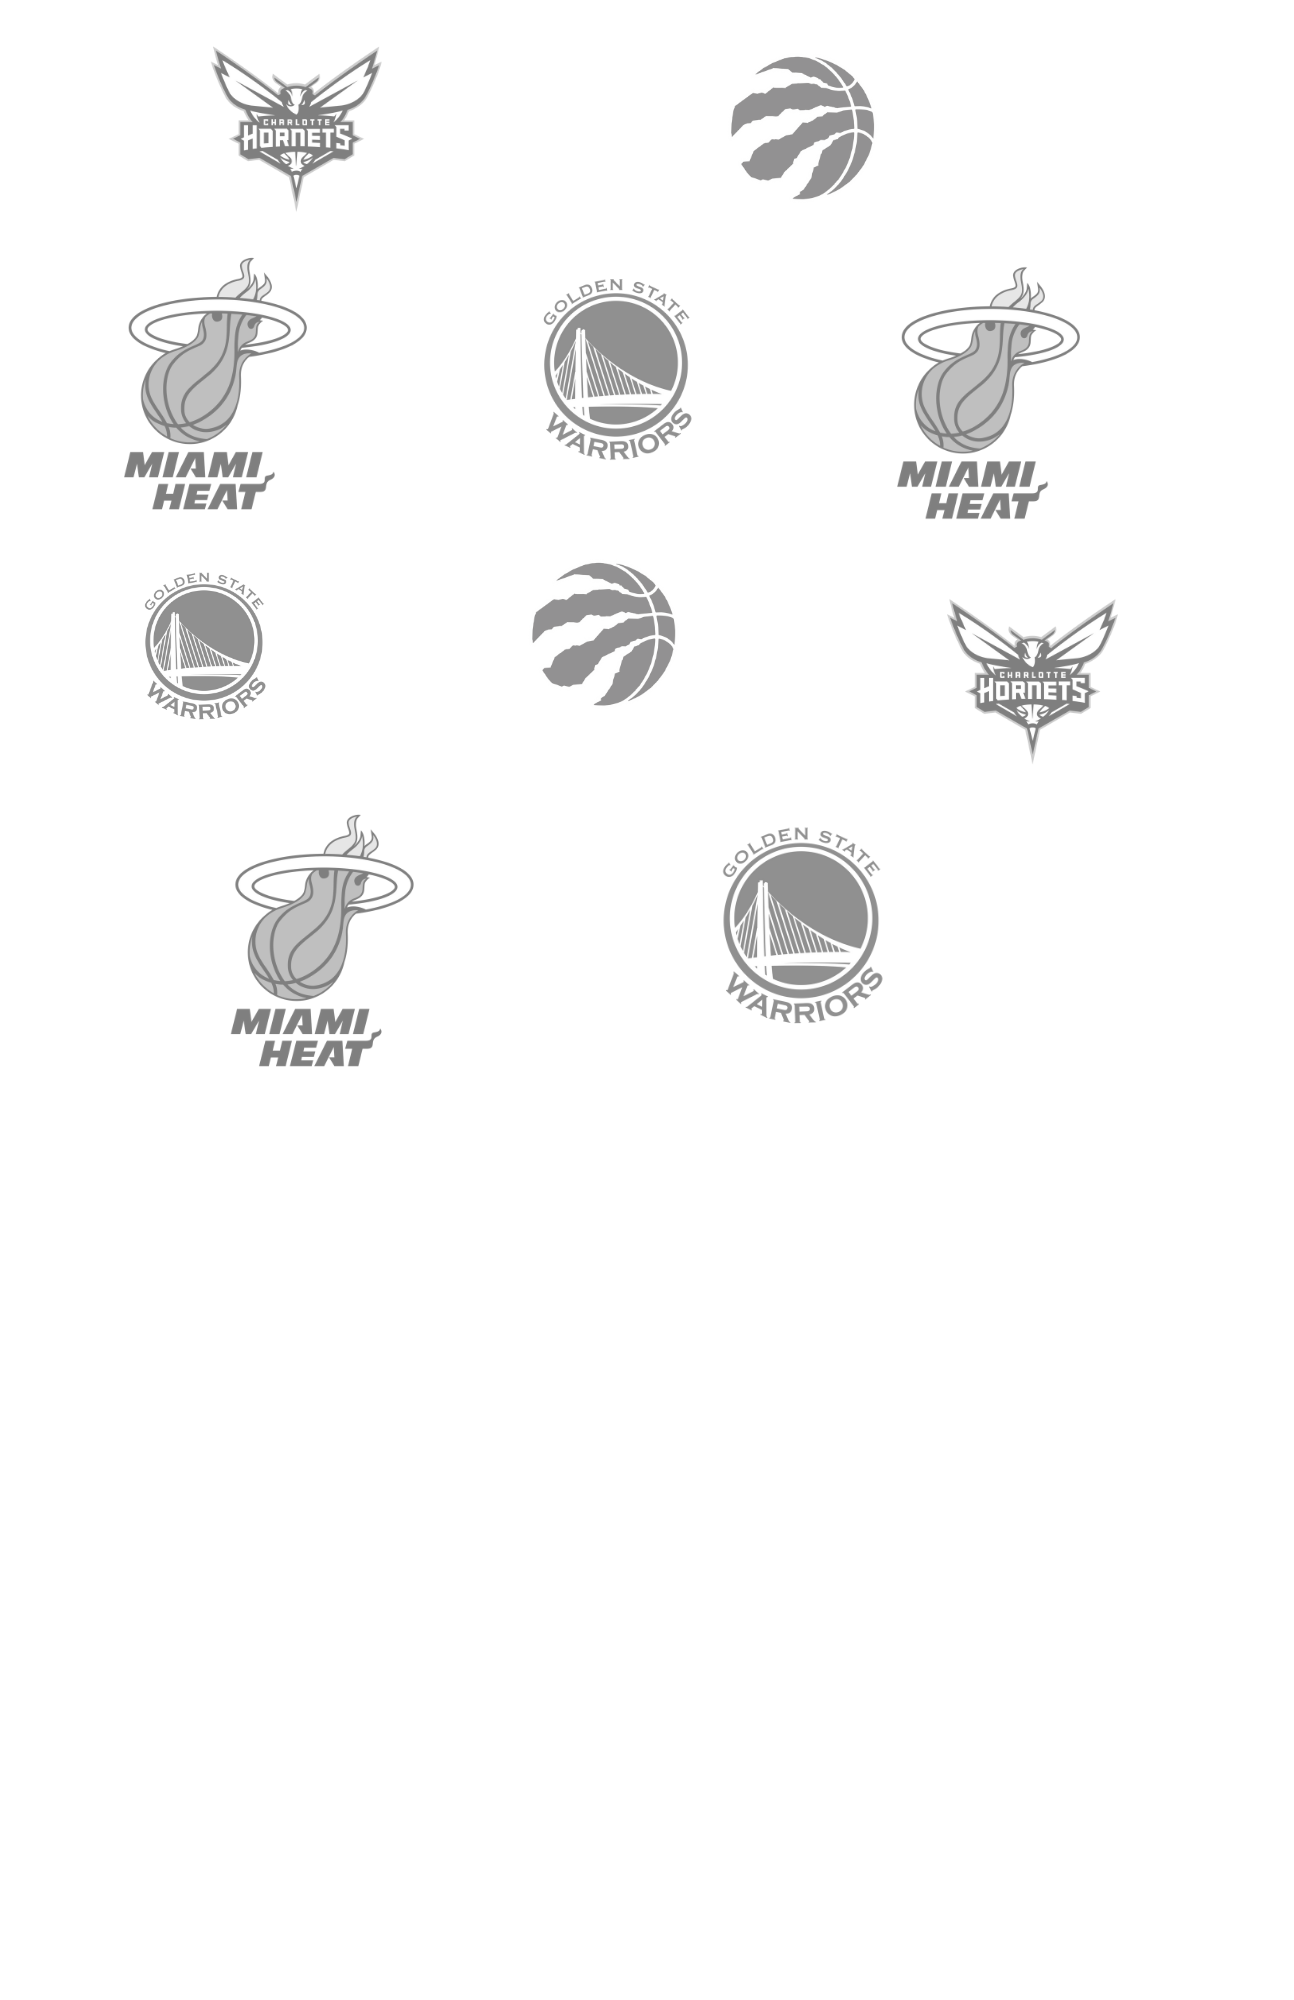 CHARLOTTE
HORNETS
MIAMI
HEAT
GOLDEN STATE
WARRIORS
MIAMI
HEAT
GOLDEN STATE
WARRIORS
CHARLOTTE
HORNETS
MIAMI
HEAT
GOLDEN STATE
WARRIORS